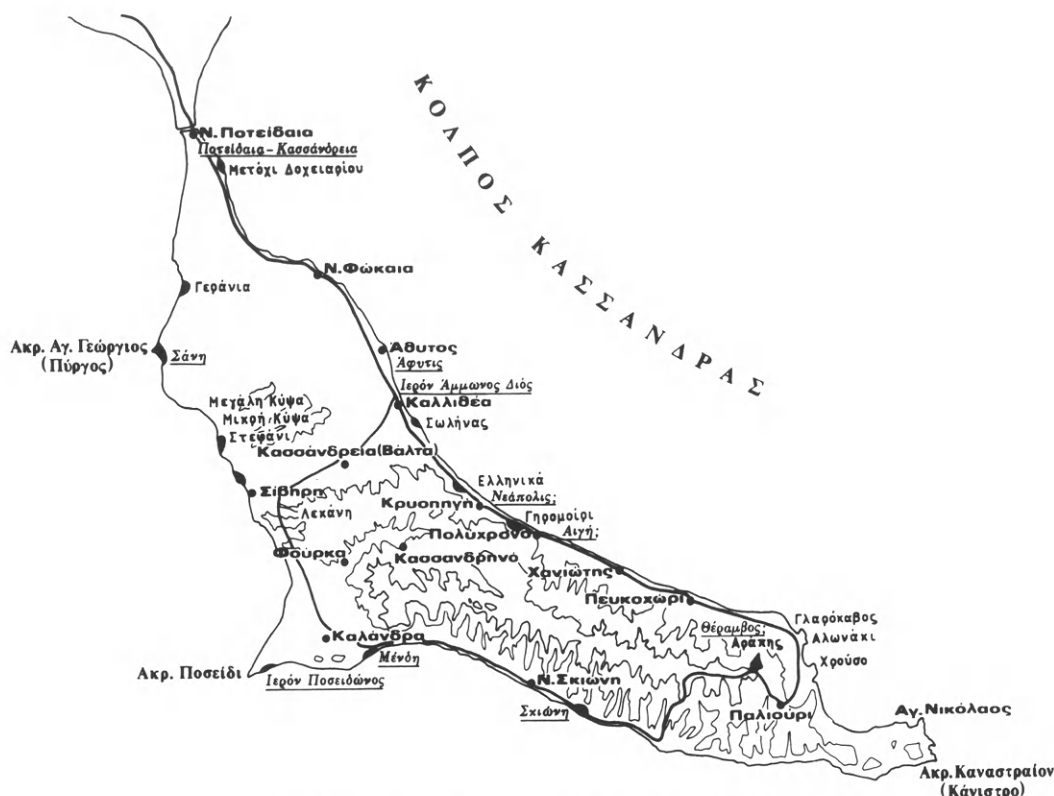 ΚΟΛΠΟΣ ΚΑΣΣΑΝΔΡΑΣ
Ν.Ποτείδαια
Ποτείδαια-Κασσάνδρεια
Μετόχι Δοχειαρίου
Ν.Φώκαια
Γεράνια
Ακρ. Αγ. Γεώργιος
(Πύργος)
Σάνη
Άθυτος
Άφυτις
Ιερόν Άμμωνος Διός
Καλλιθέα
Σωλήνας
Μεγάλη Κύψα
Μικρή Κύψα
Στεφάνι
Κασσάνδρεια(Βάλτα)
Σίβηρη
Λεκάνη
Ελληνικά
Νεάπολις;
Κρυοπηγή
Γηρομοίρι
Αιγή;
Πολύχρονο
Φούρκα
Κασσανδρηνό
Χανιώτης
Πευκοχώρι
Γλαρόκαβος
Θέραμβος;
Αλωνάκι
Αράπης
Χρούσο
Καλάνδρα
Μένδη
Ακρ. Ποσείδι
Ιερόν Ποσειδώνος
Ν.Σκιώνη
Σκιώνη
Παλιούρι
Αγ.Νικόλαος
Ακρ. Καναστραίον
(Κάνιστρο)